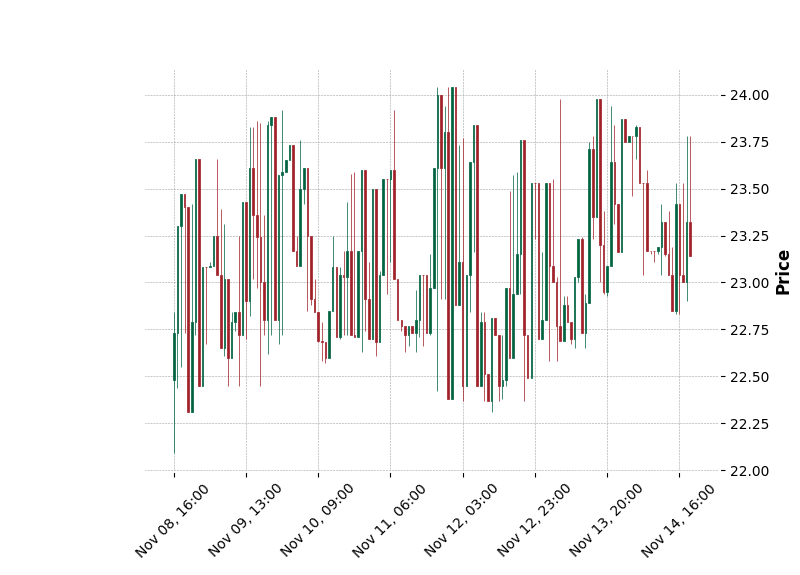 24.00
23.75
23.50
23.25
23.00
22.75
22.50
22.25
22.00
Price
Nov 08, 16:00
Nov 09, 13:00
Nov 10, 09:00
Nov 11, 06:00
Nov 12, 03:00
Nov 12, 23:00
Nov 13, 20:00
Nov 14, 16:00